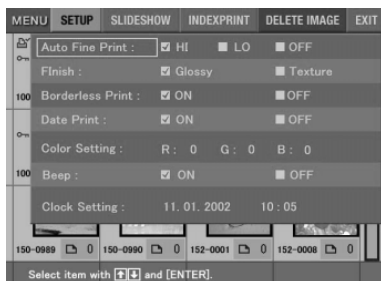 MENU SETUP SLIDESHOW INDEXPRINT DELETE IMAGE EXIT
Auto Fine Print : HI LO OFF
FInish : Glossy Texture
100 Borderless Print : ON OFF
Date Print : ON OFF
Color Setting : R : 0 G : 0 B : 0
100 Beep : ON OFF
Clock Setting : 11. 01. 2002 10 : 05
150-0989 0 150-0990 0 152-0001 0 152-0008 0
Select item with and [ENTER].